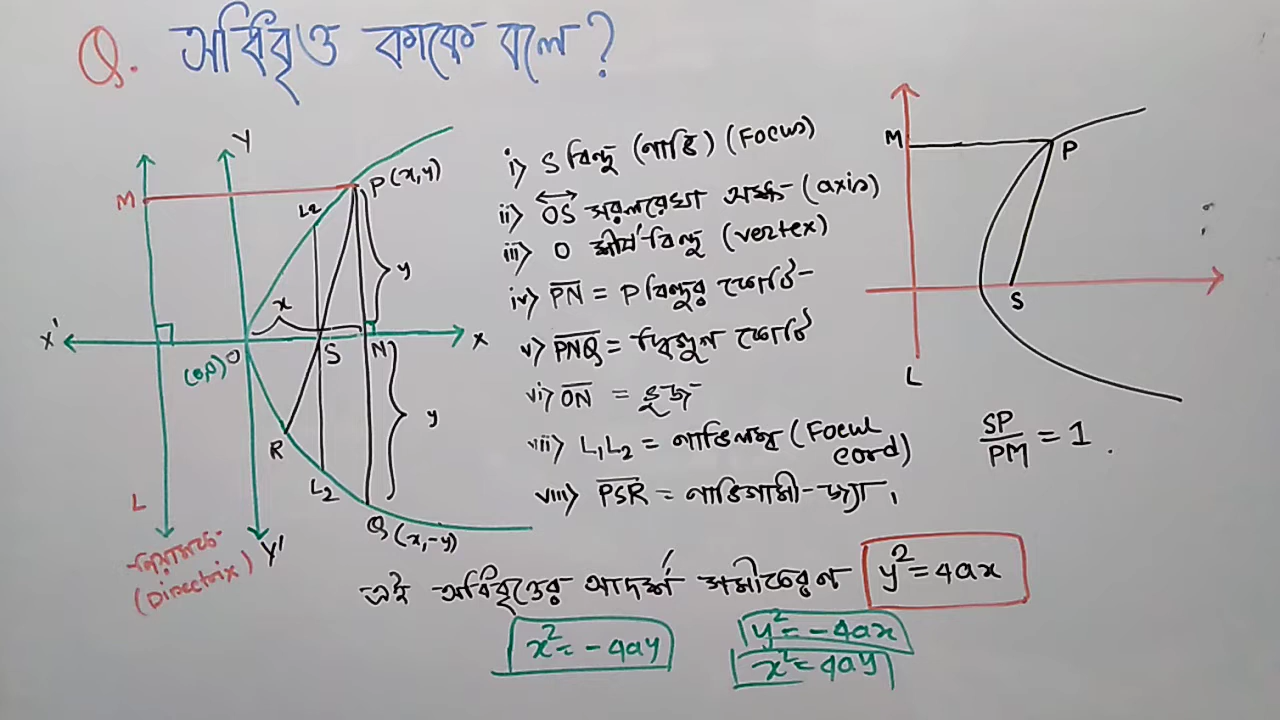 Q. অধিবৃত্ত কাকে বলে ?
Y
M
P(x,y)
L2
y
x
X'
X
(0,0) O
S
N
y
R
L
L2
Q(x,-y)
Y'
নিয়ামক
(Directrix)
i) S বিন্দু (নাভি) (Focus)
ii) OS সরলরেখা অক্ষ (axis)
iii) O শীর্ষবিন্দু (vertex)
iv) PN = P বিন্দুর কোটি
v) PNQ = দ্বিগুন কোটি
vi) ON = ভূজ
vii) L1L2 = নাভিলম্ব (Focul
cord)
viii) PSR = নাভিগামী-জ্যা ,
M
P
S
L
SP/PM = 1 .
এই অধিবৃত্তের আদর্শ সমীকরণ y²=4ax
x²= -4ay
y²= -4ax
x²=4ay